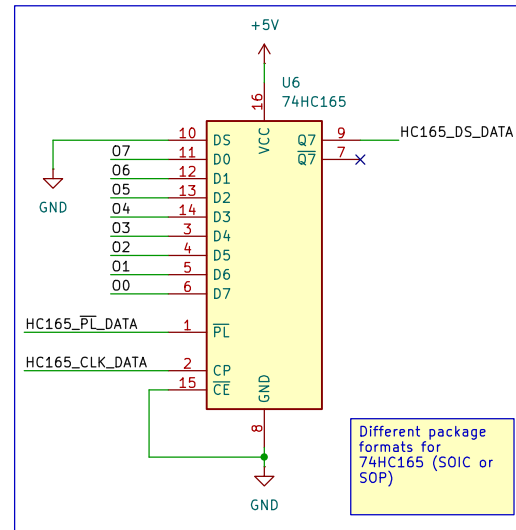 +5V
U6
74HC165
16
VCC
10 DS Q7 9 HC165_DS_DATA
O7 11 D0 Q7 7
O6 12 D1
GND
O5 13 D2
O4 14 D3
O3 3 D4
O2 4 D5
O1 5 D6
O0 6 D7
HC165_PL_DATA 1 PL
HC165_CLK_DATA 2 CP
15 CE
GND
8
GND
Different package
formats for
74HC165 (SOIC or
SOP)